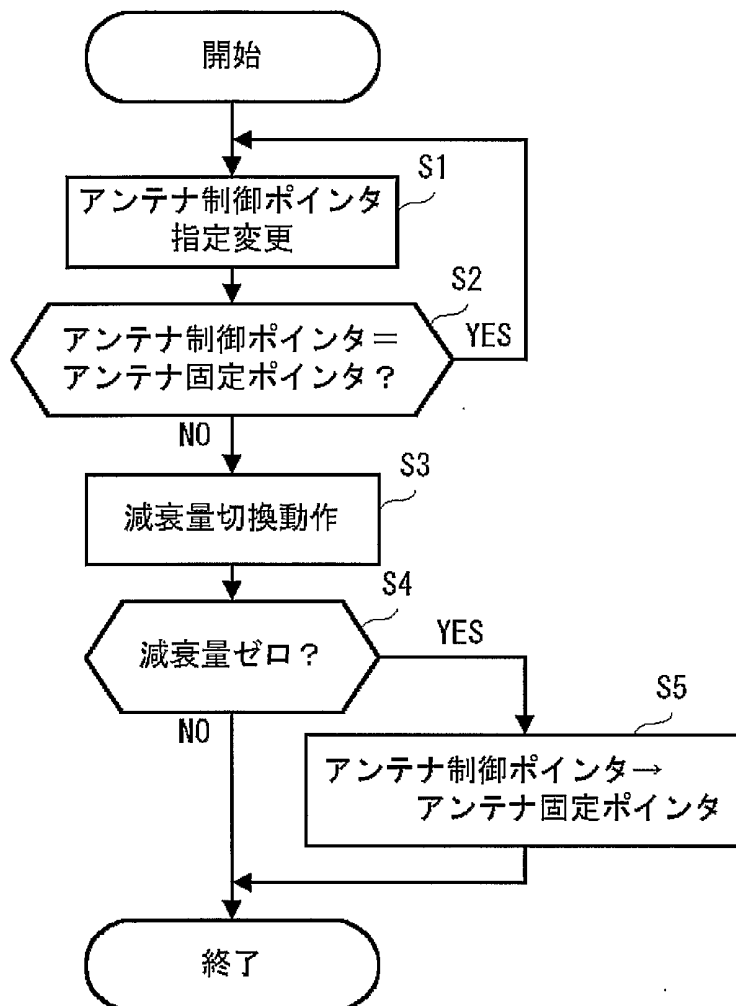 開始
S1
アンテナ制御ポインタ
指定変更
S2
アンテナ制御ポインタ＝
アンテナ固定ポインタ？
YES
NO
S3
減衰量切換動作
S4
減衰量ゼロ？
YES
NO
S5
アンテナ制御ポインタ→
アンテナ固定ポインタ
終了